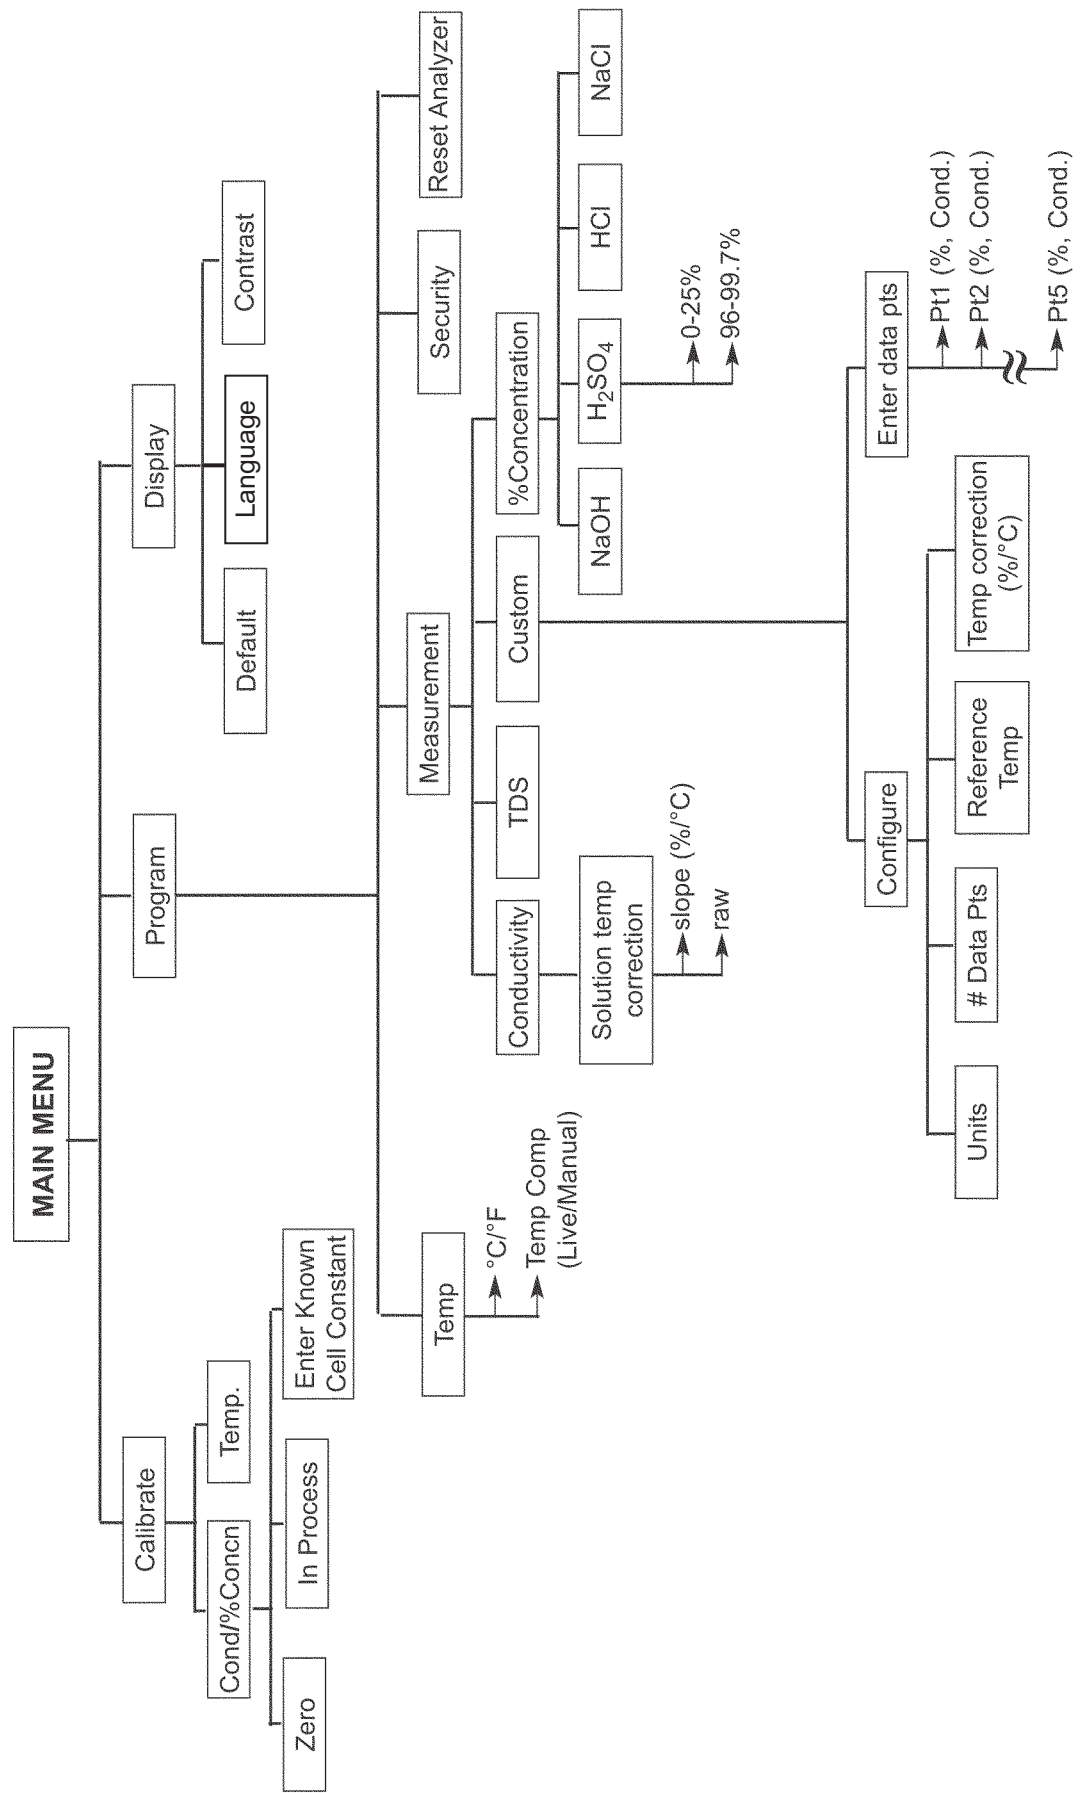 MAIN MENU
Calibrate
Program
Display
Cond/%Concn
Temp.
Default
Language
Contrast
Zero
In Process
Enter Known
Cell Constant
Temp
Measurement
Security
Reset Analyzer
°C/°F
Temp Comp
(Live/Manual)
Conductivity
TDS
Custom
%Concentration
Solution temp
correction
NaOH
H₂SO₄
HCl
NaCl
slope (%/°C)
raw
0-25%
96-99.7%
Configure
Enter data pts
Units
# Data Pts
Reference
Temp
Temp correction
(%/°C)
Pt1 (%, Cond.)
Pt2 (%, Cond.)
Pt5 (%, Cond.)